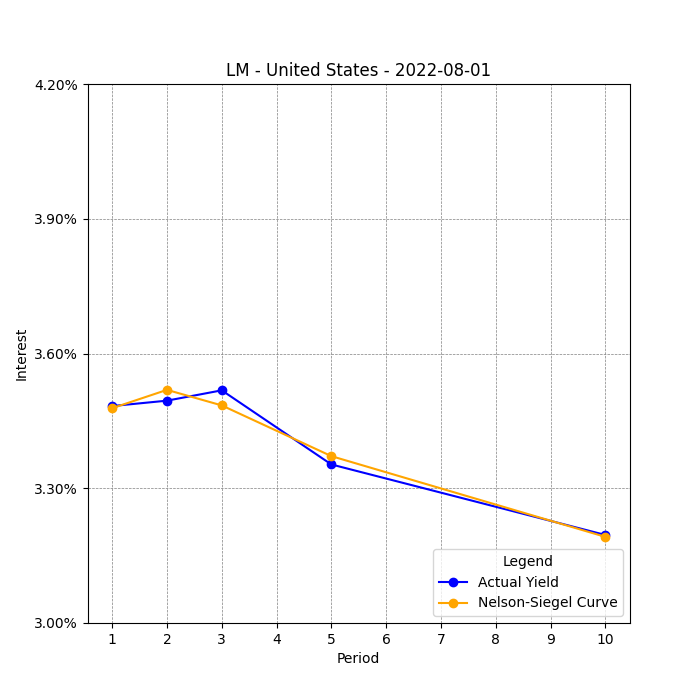 LM - United States - 2022-08-01
4.20%
3.90%
3.60%
3.30%
3.00%
Interest
1 2 3 4 5 6 7 8 9 10
Period
Legend
Actual Yield
Nelson-Siegel Curve